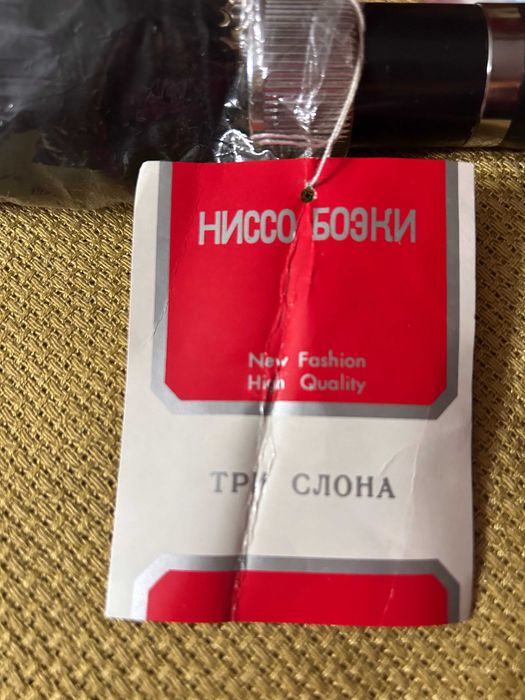 НИССО БОЭКИ
New Fashion
High Quality
ТРИ СЛОНА